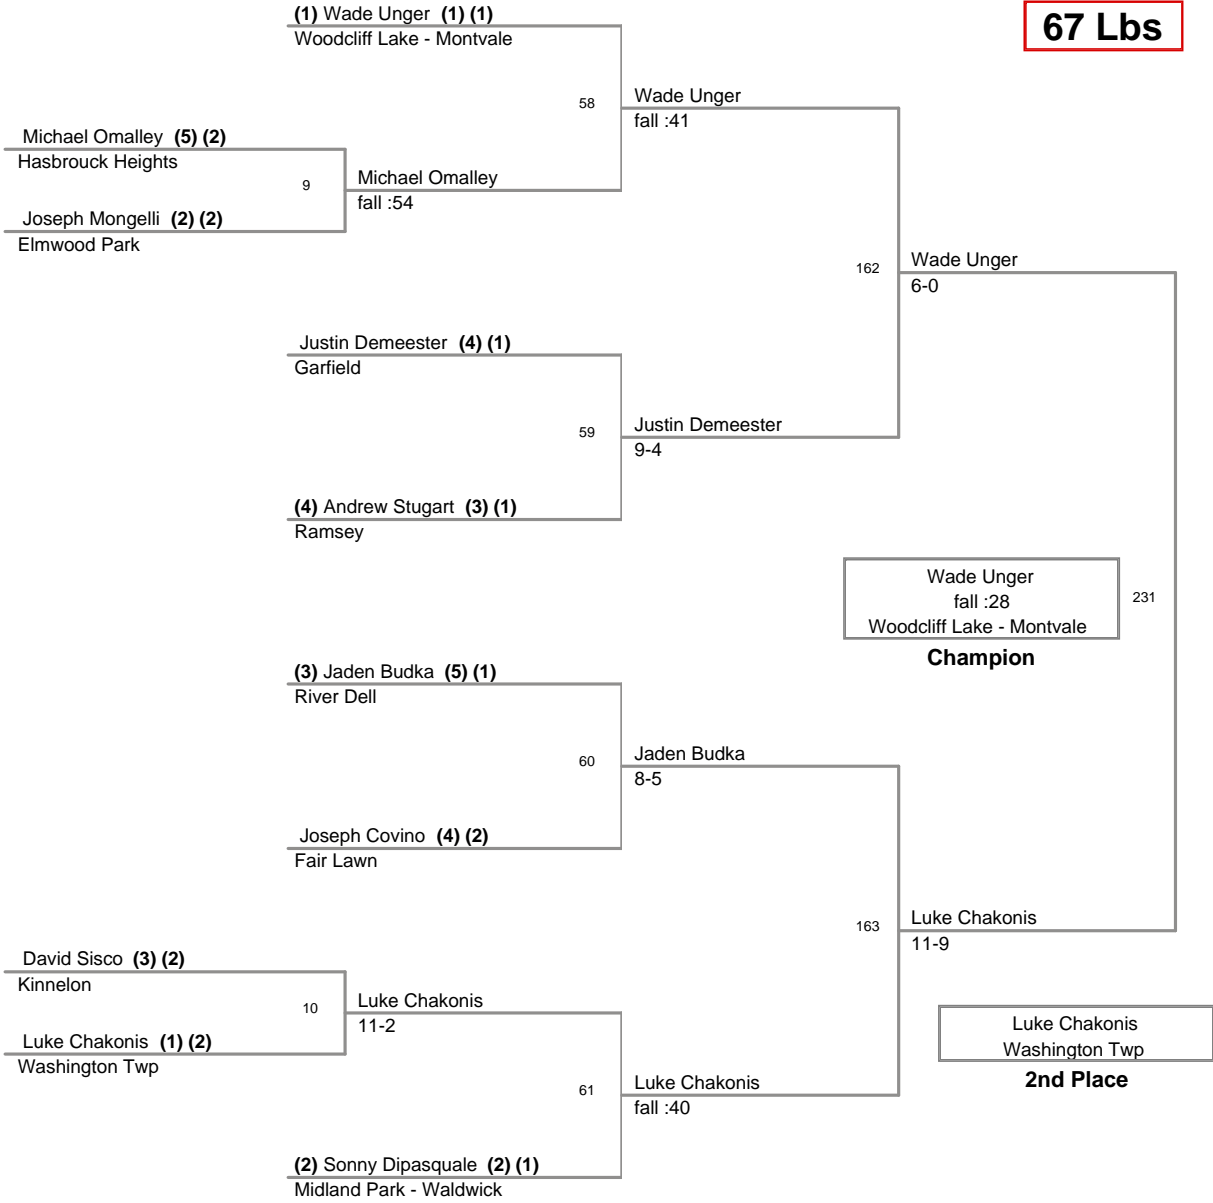 (1) Wade Unger (1) (1)
Woodcliff Lake - Montvale
67 Lbs
58
Wade Unger
fall :41
Michael Omalley (5) (2)
Hasbrouck Heights
9
Michael Omalley
fall :54
Joseph Mongelli (2) (2)
Elmwood Park
162
Wade Unger
6-0
Justin Demeester (4) (1)
Garfield
59
Justin Demeester
9-4
(4) Andrew Stugart (3) (1)
Ramsey
Wade Unger
fall :28
Woodcliff Lake - Montvale
231
Champion
(3) Jaden Budka (5) (1)
River Dell
60
Jaden Budka
8-5
Joseph Covino (4) (2)
Fair Lawn
163
Luke Chakonis
11-9
David Sisco (3) (2)
Kinnelon
10
Luke Chakonis
11-2
Luke Chakonis (1) (2)
Washington Twp
Luke Chakonis
Washington Twp
2nd Place
61
Luke Chakonis
fall :40
(2) Sonny Dipasquale (2) (1)
Midland Park - Waldwick